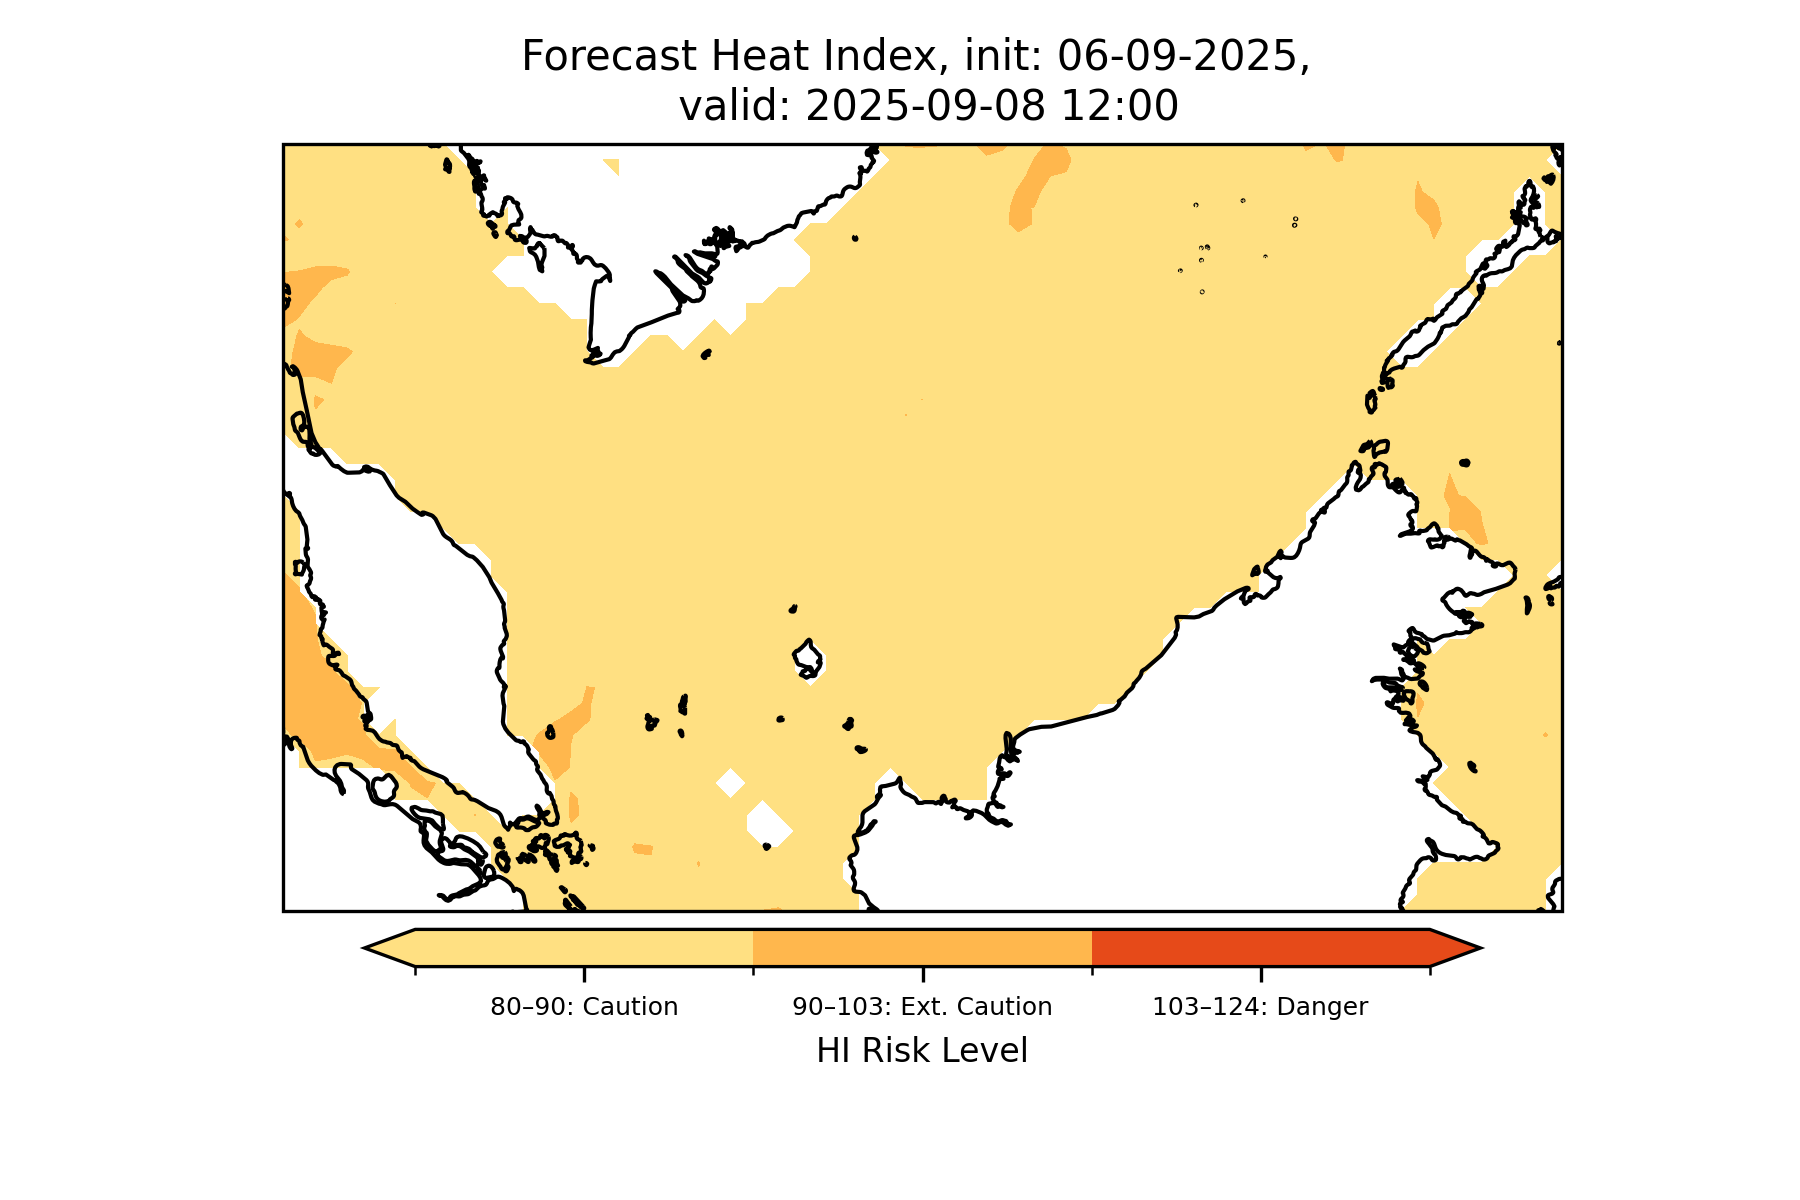 Forecast Heat Index, init: 06-09-2025,
valid: 2025-09-08 12:00
80–90: Caution
90–103: Ext. Caution
103–124: Danger
HI Risk Level